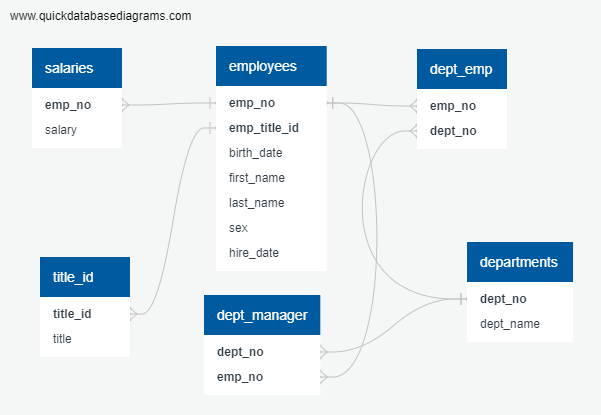 www.quickdatabasediagrams.com
salaries
emp_no
salary
employees
emp_no
emp_title_id
birth_date
first_name
last_name
sex
hire_date
dept_emp
emp_no
dept_no
title_id
title_id
title
dept_manager
dept_no
emp_no
departments
dept_no
dept_name